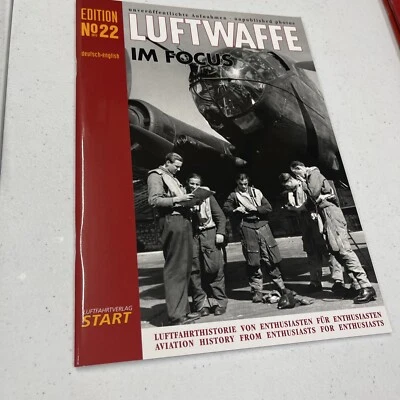 EDITION
No22
deutsch-english
unveröffentlichte Aufnahmen - unpublished photos
LUFTWAFFE
IM FOCUS
LUFTFAHRTVERLAG
START
LUFTFAHRTHISTORIE VON ENTHUSIASTEN FÜR ENTHUSIASTEN
AVIATION HISTORY FROM ENTHUSIASTS FOR ENTHUSIASTS